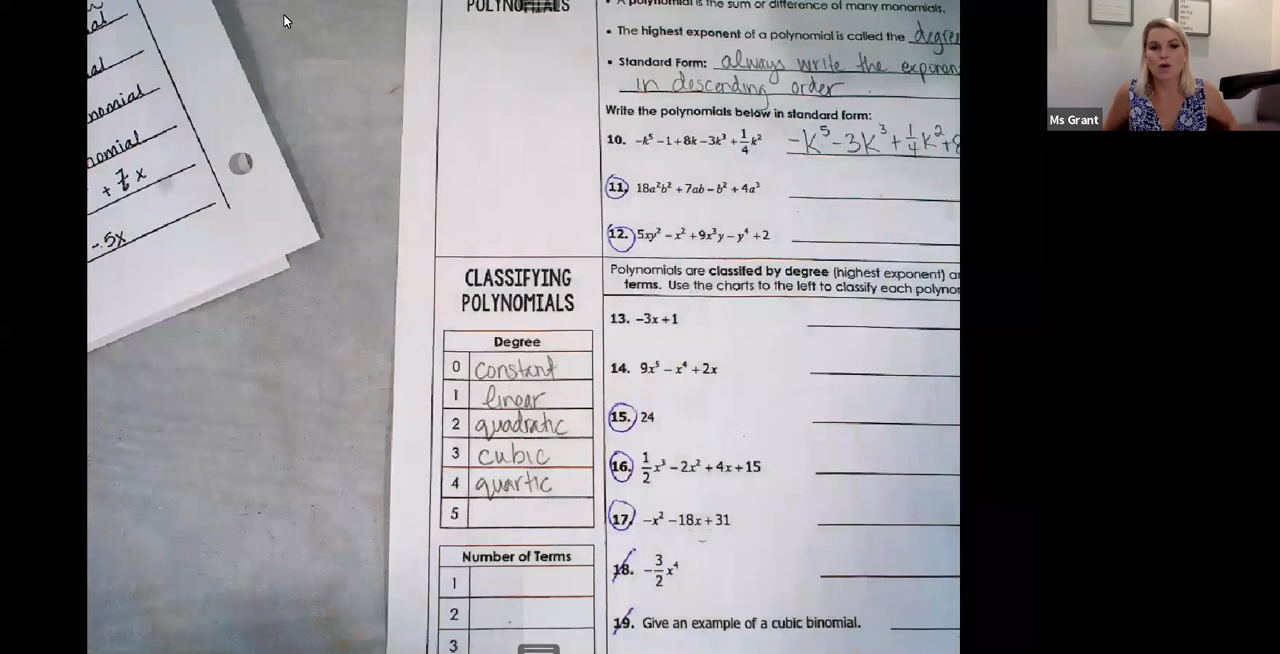 POLYNOMIALS
• A polynomial is the sum or difference of many monomials.
• The highest exponent of a polynomial is called the degree
• Standard Form: always write the exponen
in descending order.
Write the polynomials below in standard form:
10. -k⁵ - 1 + 8k - 3k³ + 1/4 k² -k⁵ - 3k³ + 1/4 k² + 8
11. 18a²b² + 7ab - b² + 4a³
12. 5xy² - x² + 9x³y - y⁴ + 2
nomial
+ 7/6 x
-.5x
CLASSIFYING
POLYNOMIALS
Degree
0 constant
1 linear
2 quadratic
3 cubic
4 quartic
5
Number of Terms
1
2
3
Polynomials are classifed by degree (highest exponent) a
terms. Use the charts to the left to classify each polyno
13. -3x + 1
14. 9x⁵ - x⁴ + 2x
15. 24
16. 1/2 x³ - 2x² + 4x + 15
17. -x² - 18x + 31
18. -3/2 x⁴
19. Give an example of a cubic binomial.
Ms Grant